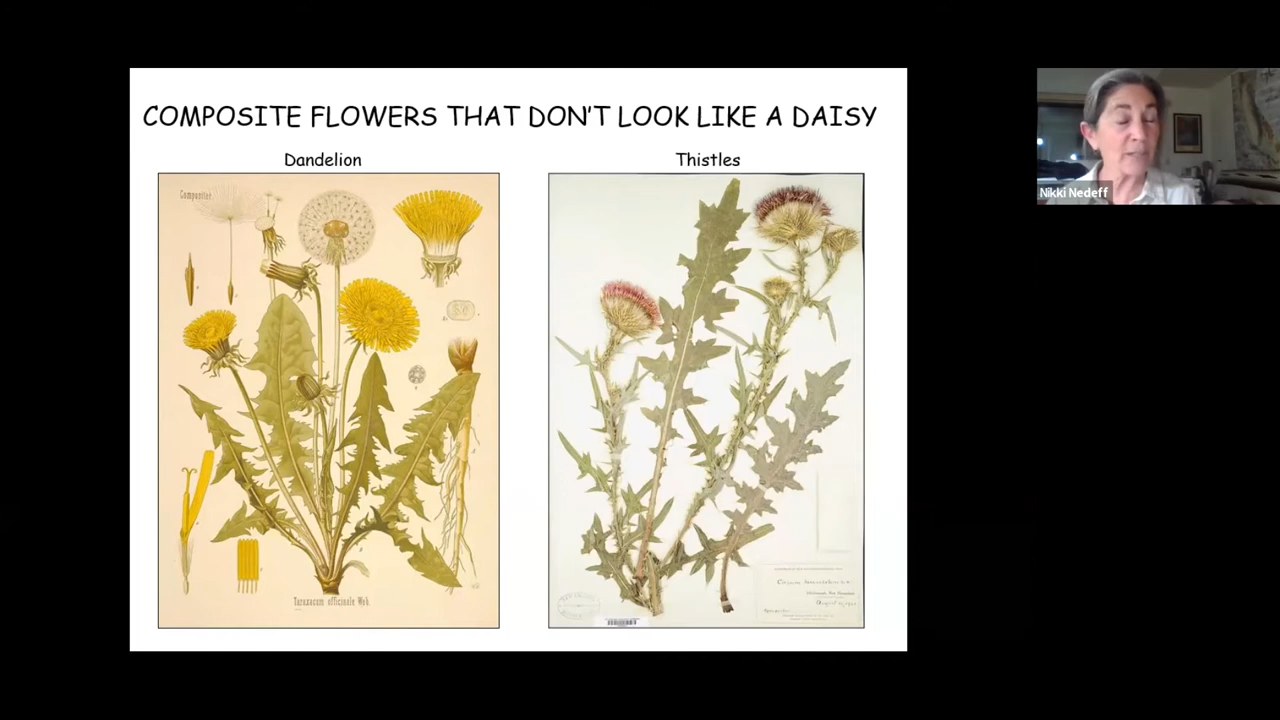 COMPOSITE FLOWERS THAT DON'T LOOK LIKE A DAISY
Dandelion
Thistles
Compositae
Taraxacum officinale Web.
Nikki Nedeff